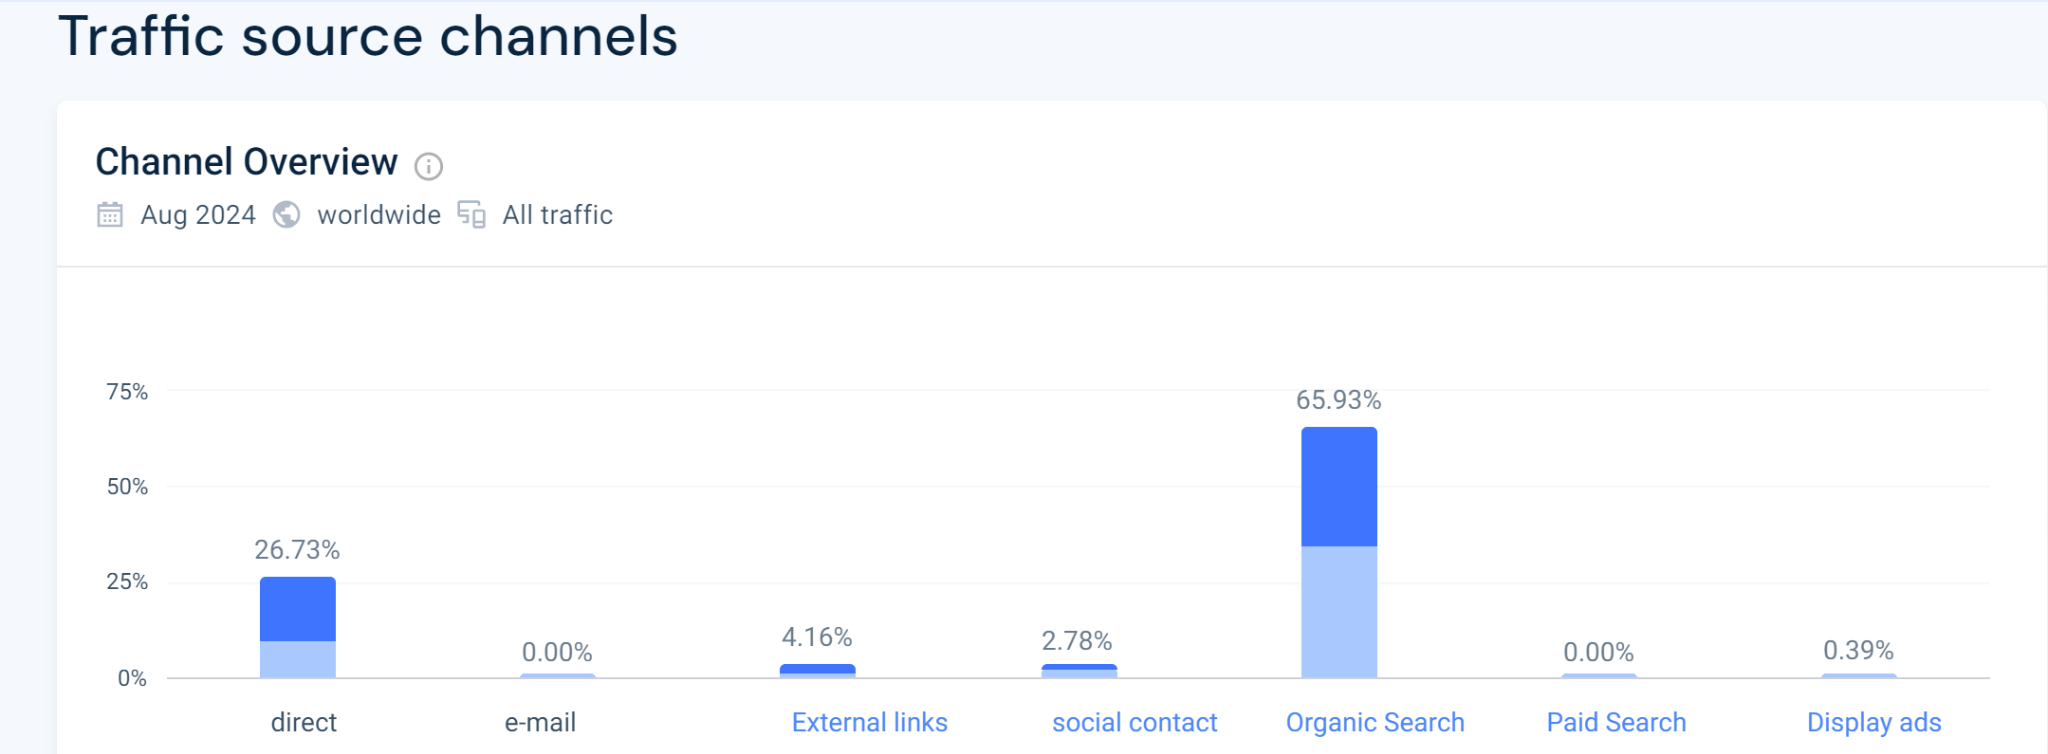 Traffic source channels
Channel Overview
Aug 2024 worldwide All traffic
75%
65.93%
50%
26.73%
25%
4.16%
2.78%
0.00%
0.00%
0.39%
0%
direct e-mail External links social contact Organic Search Paid Search Display ads